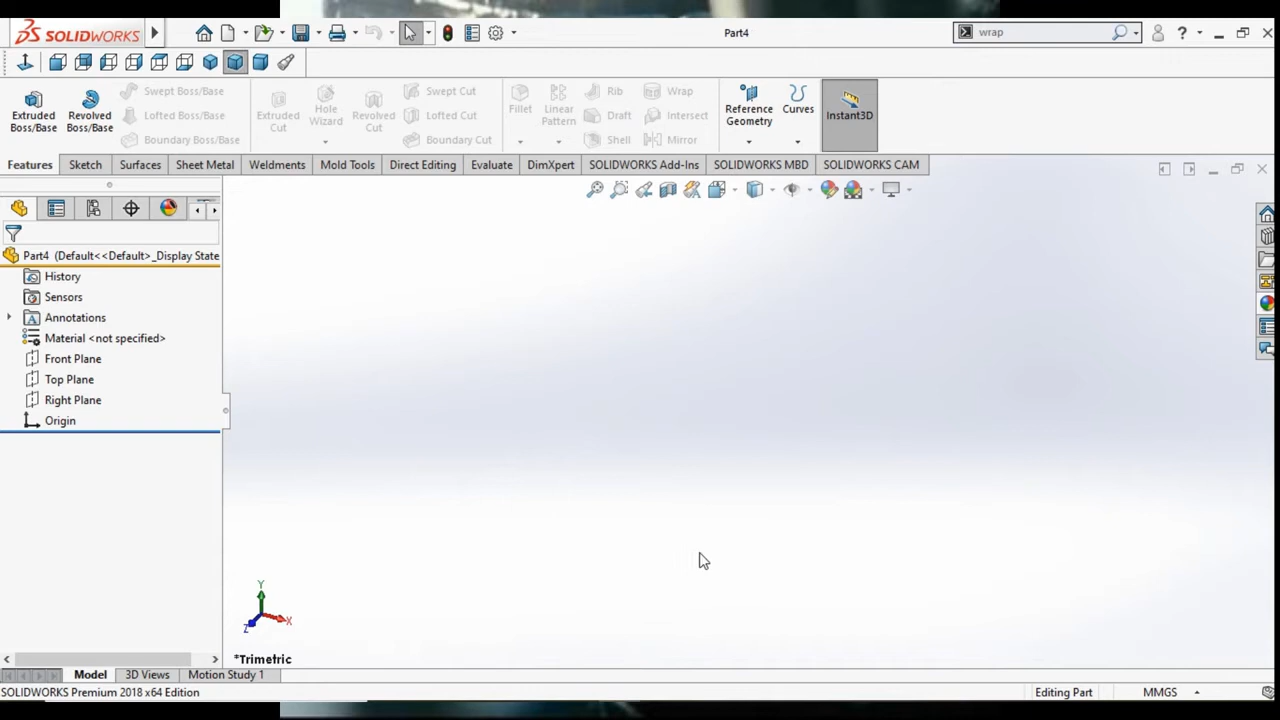 SOLIDWORKS
Part4
wrap
Extruded Boss/Base
Revolved Boss/Base
Swept Boss/Base
Lofted Boss/Base
Boundary Boss/Base
Extruded Cut
Hole Wizard
Revolved Cut
Swept Cut
Lofted Cut
Boundary Cut
Fillet
Linear Pattern
Rib
Draft
Shell
Wrap
Intersect
Mirror
Reference Geometry
Curves
Instant3D
Features
Sketch
Surfaces
Sheet Metal
Weldments
Mold Tools
Direct Editing
Evaluate
DimXpert
SOLIDWORKS Add-Ins
SOLIDWORKS MBD
SOLIDWORKS CAM
Part4 (Default<<Default>_Display State
History
Sensors
Annotations
Material <not specified>
Front Plane
Top Plane
Right Plane
Origin
Y
X
Z
*Trimetric
Model
3D Views
Motion Study 1
SOLIDWORKS Premium 2018 x64 Edition
Editing Part
MMGS